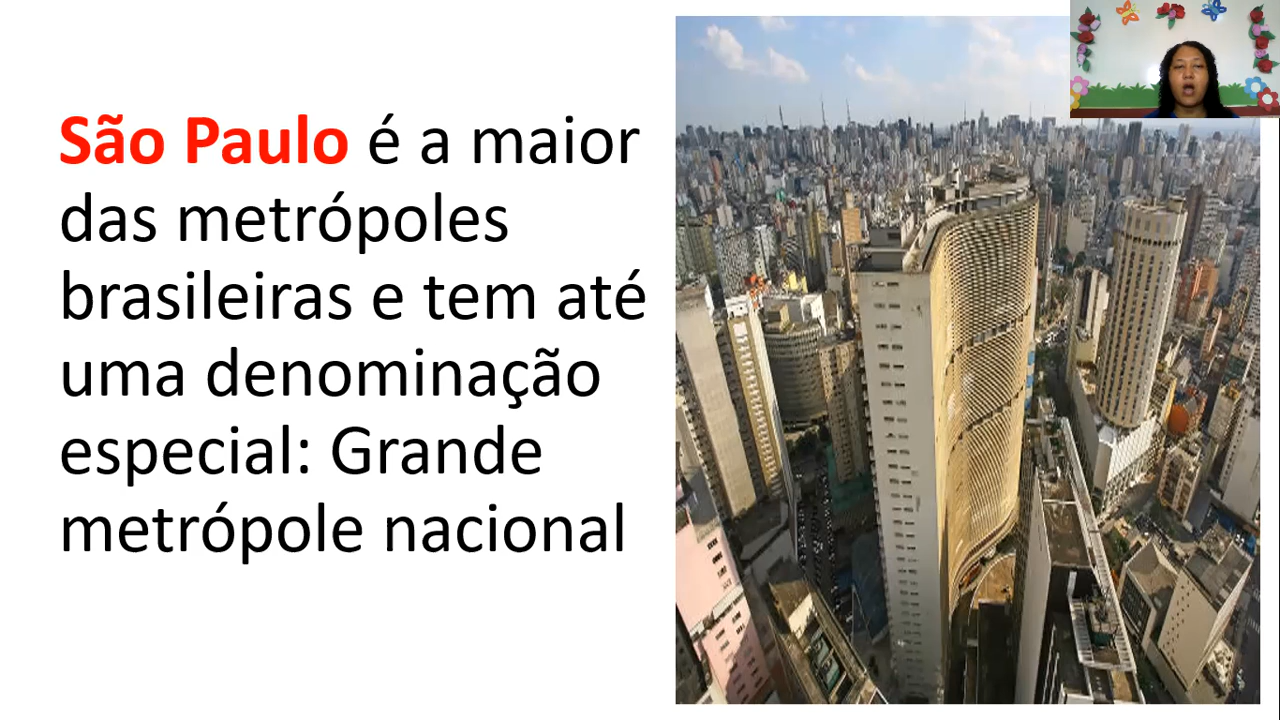 São Paulo é a maior
das metrópoles
brasileiras e tem até
uma denominação
especial: Grande
metrópole nacional